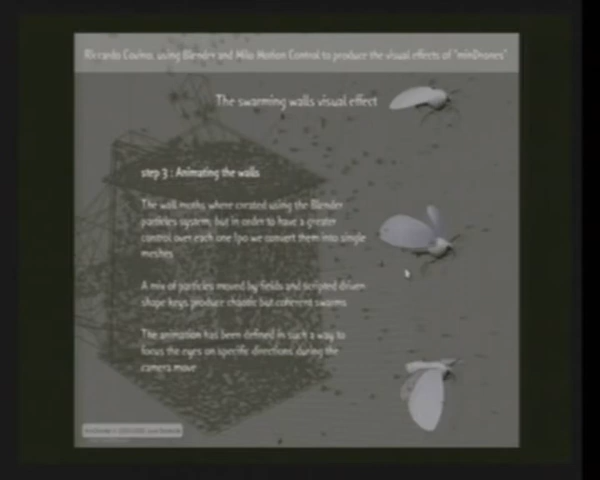 Riccardo Covino, using Blender and Milo Motion Control to produce the visual effects of "minDrones"
The swarming walls visual effect
step 3 : Animating the walls
The wall moths where created using the Blender
particles system, but in order to have a greater
control over each one Ipo we convert them into single
meshes
A mix of particles moved by fields and scripted driven
shape keys produce chaotic but coherent swarms
The animation has been defined in such a way to
focus the eyes on specific directions during the
camera move